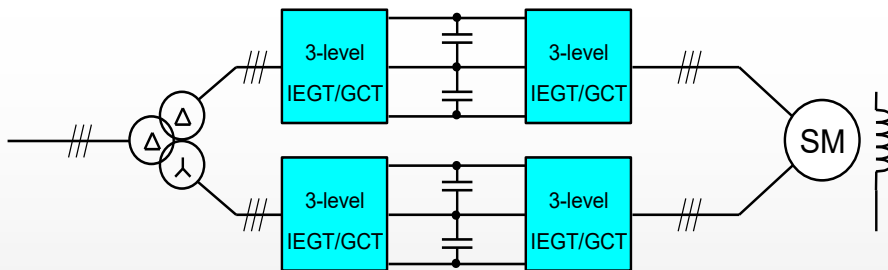 3-level
IEGT/GCT
3-level
IEGT/GCT
Δ
Δ
SM
3-level
IEGT/GCT
3-level
IEGT/GCT